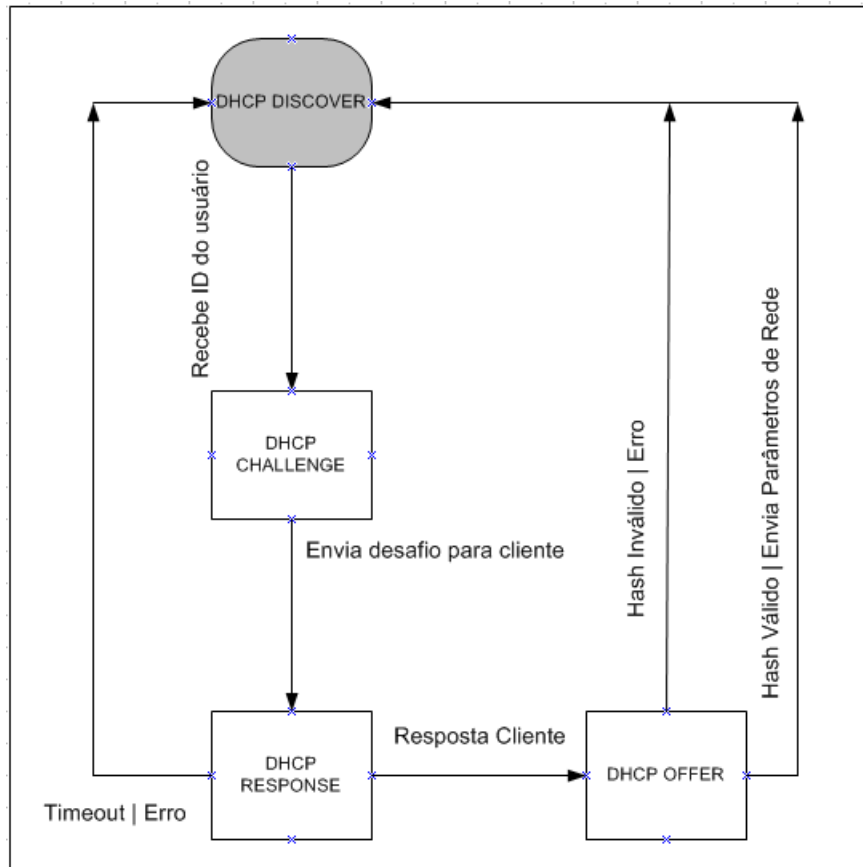 DHCP DISCOVER
Recebe ID do usuário
DHCP
CHALLENGE
Envia desafio para cliente
Hash Inválido | Erro
Hash Válido | Envia Parâmetros de Rede
DHCP
RESPONSE
Resposta Cliente
DHCP OFFER
Timeout | Erro